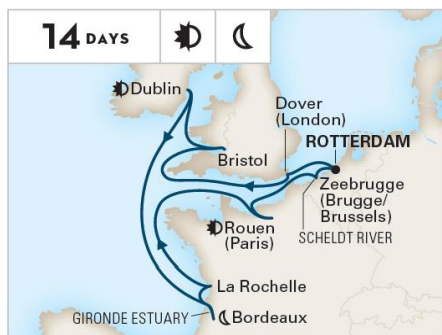 14 DAYS
Dublin
Dover
(London)
ROTTERDAM
Bristol
Zeebrugge
(Brugge/
Brussels)
Rouen
(Paris)
SCHELDT RIVER
La Rochelle
GIRONDE ESTUARY
Bordeaux